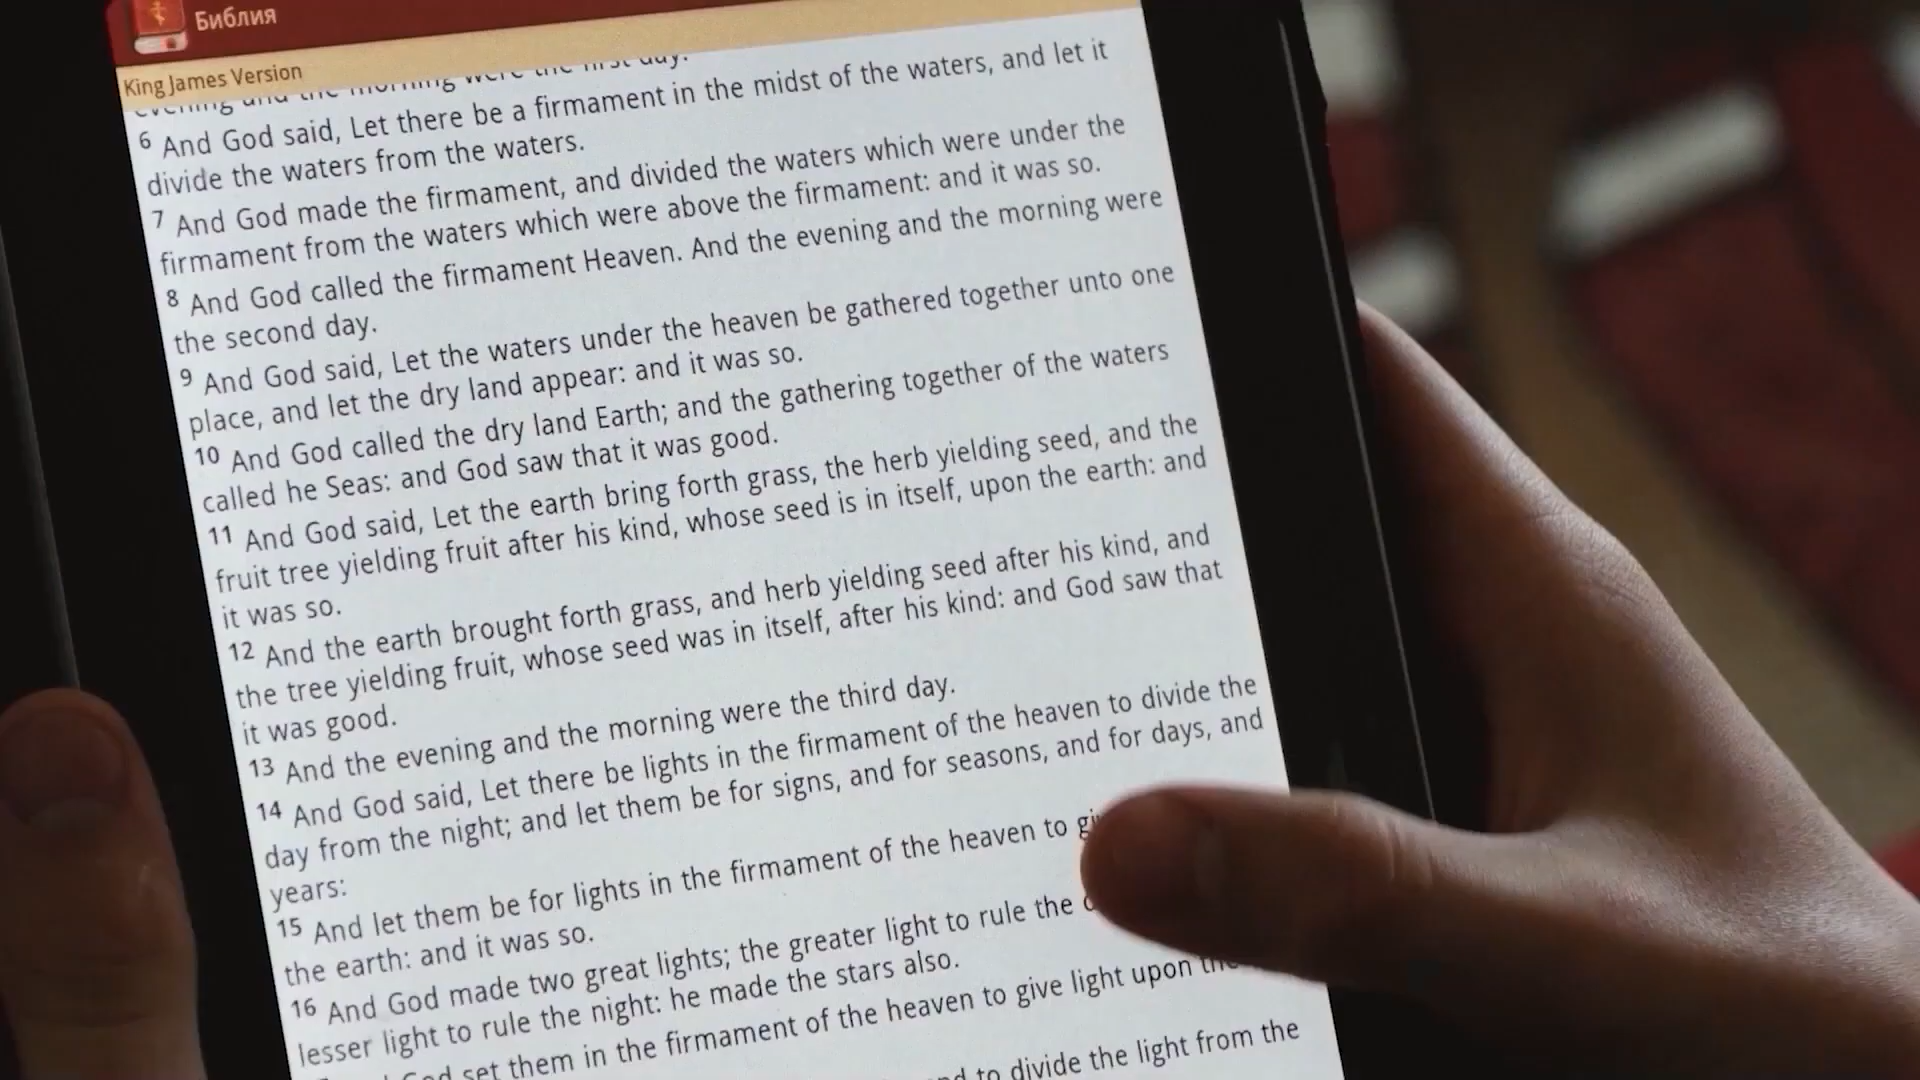 Библия
King James Version
evening and the morning were the first day.
6 And God said, Let there be a firmament in the midst of the waters, and let it
divide the waters from the waters.
7 And God made the firmament, and divided the waters which were under the
firmament from the waters which were above the firmament: and it was so.
8 And God called the firmament Heaven. And the evening and the morning were
the second day.
9 And God said, Let the waters under the heaven be gathered together unto one
place, and let the dry land appear: and it was so.
10 And God called the dry land Earth; and the gathering together of the waters
called he Seas: and God saw that it was good.
11 And God said, Let the earth bring forth grass, the herb yielding seed, and the
fruit tree yielding fruit after his kind, whose seed is in itself, upon the earth: and
it was so.
12 And the earth brought forth grass, and herb yielding seed after his kind, and
the tree yielding fruit, whose seed was in itself, after his kind: and God saw that
it was good.
13 And the evening and the morning were the third day.
14 And God said, Let there be lights in the firmament of the heaven to divide the
day from the night; and let them be for signs, and for seasons, and for days, and
years:
15 And let them be for lights in the firmament of the heaven to
the earth: and it was so.
16 And God made two great lights; the greater light to rule the
lesser light to rule the night: he made the stars also.
God set them in the firmament of the heaven to give light upon the
to divide the light from the